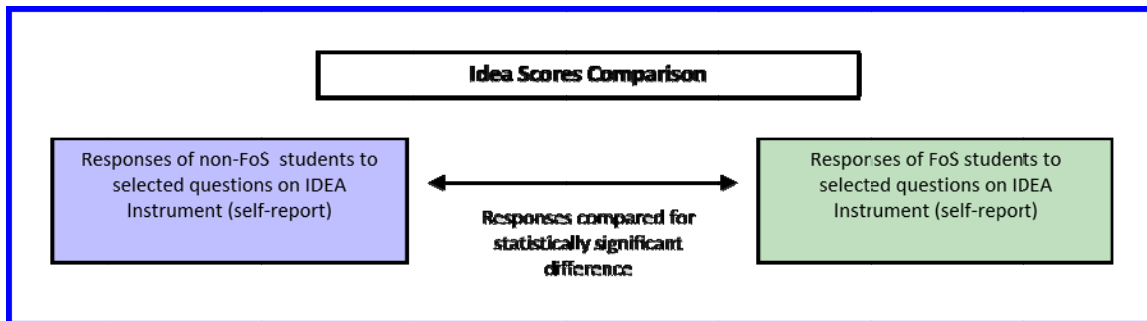 Idea Scores Comparison
Responses of non-FoS students to
selected questions on IDEA
Instrument (self-report)
Responses compared for
statistically significant
difference
Responses of FoS students to
selected questions on IDEA
Instrument (self-report)